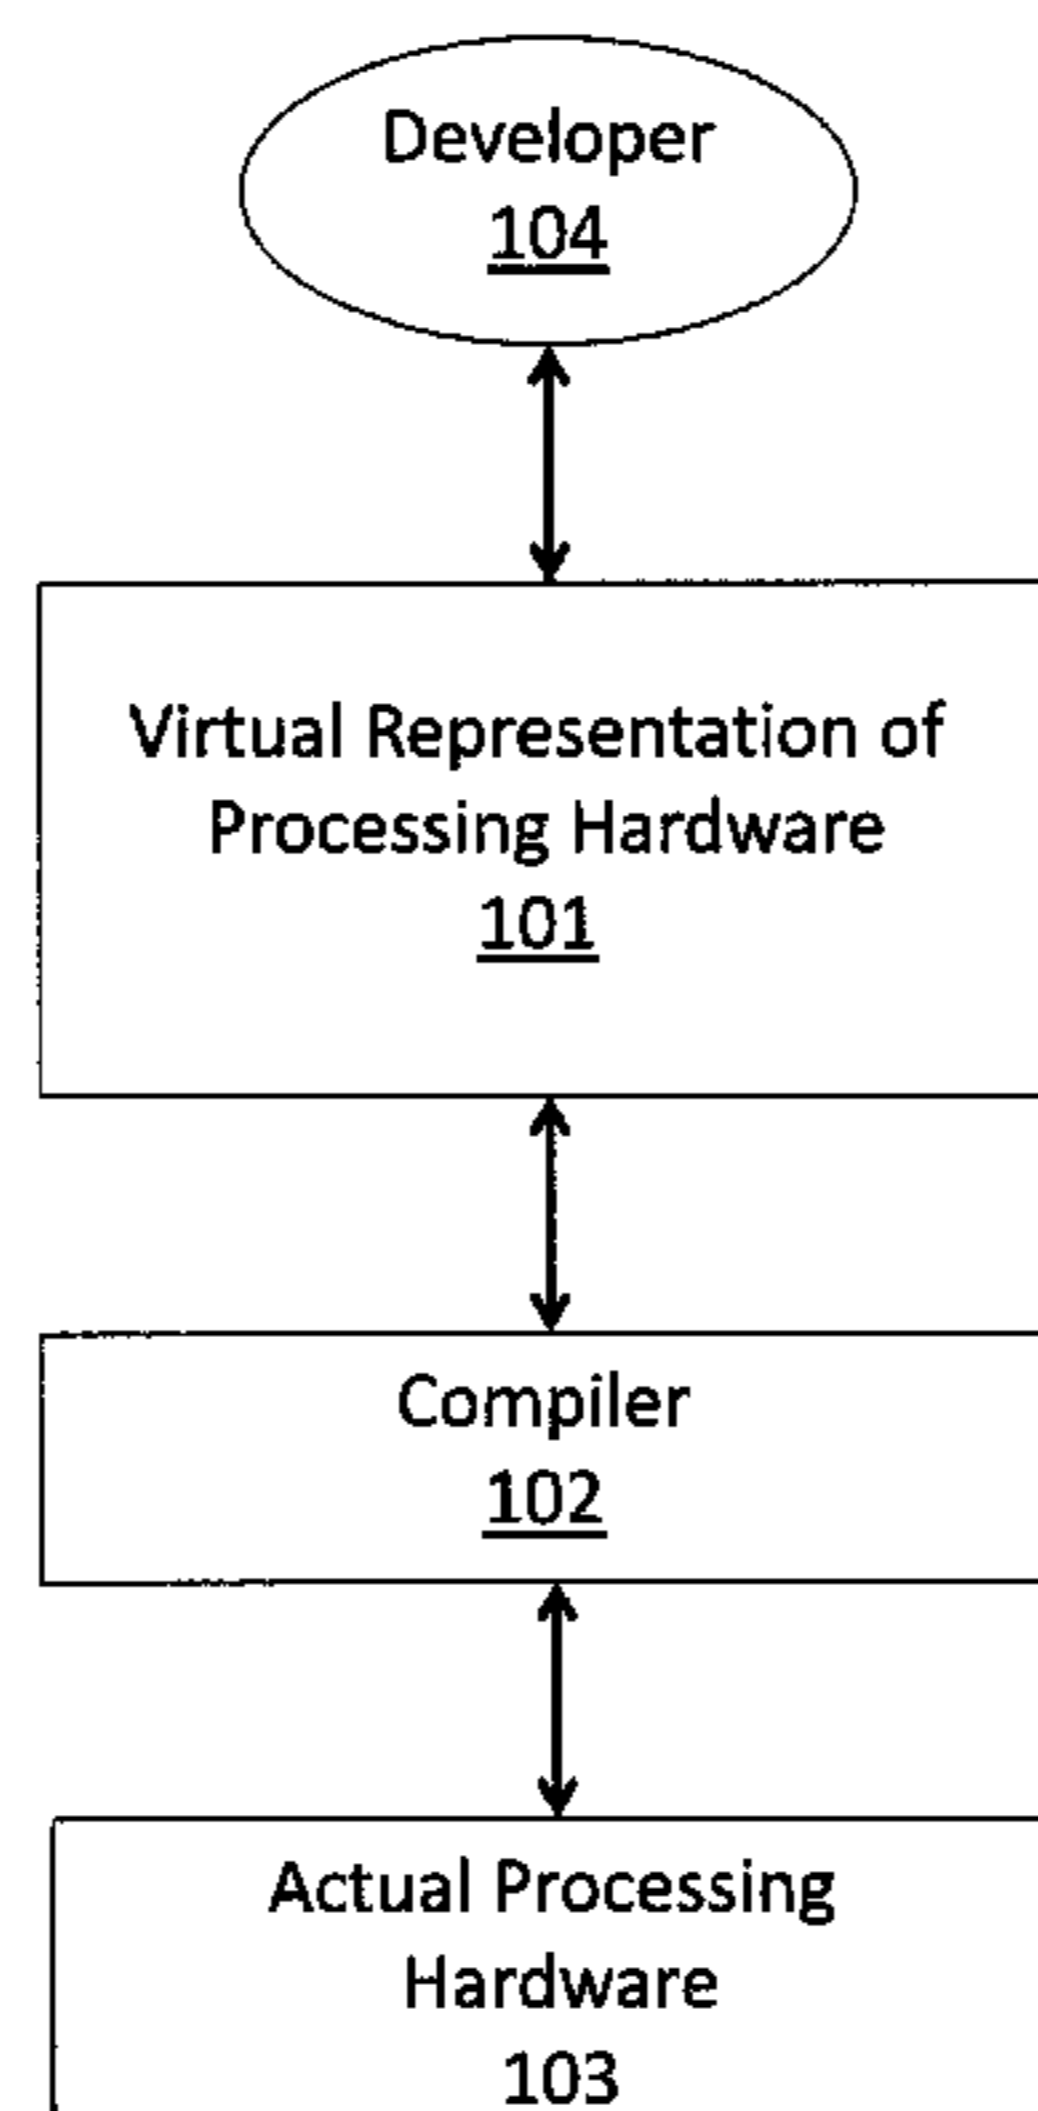 Developer
104
Virtual Representation of
Processing Hardware
101
Compiler
102
Actual Processing
Hardware
103